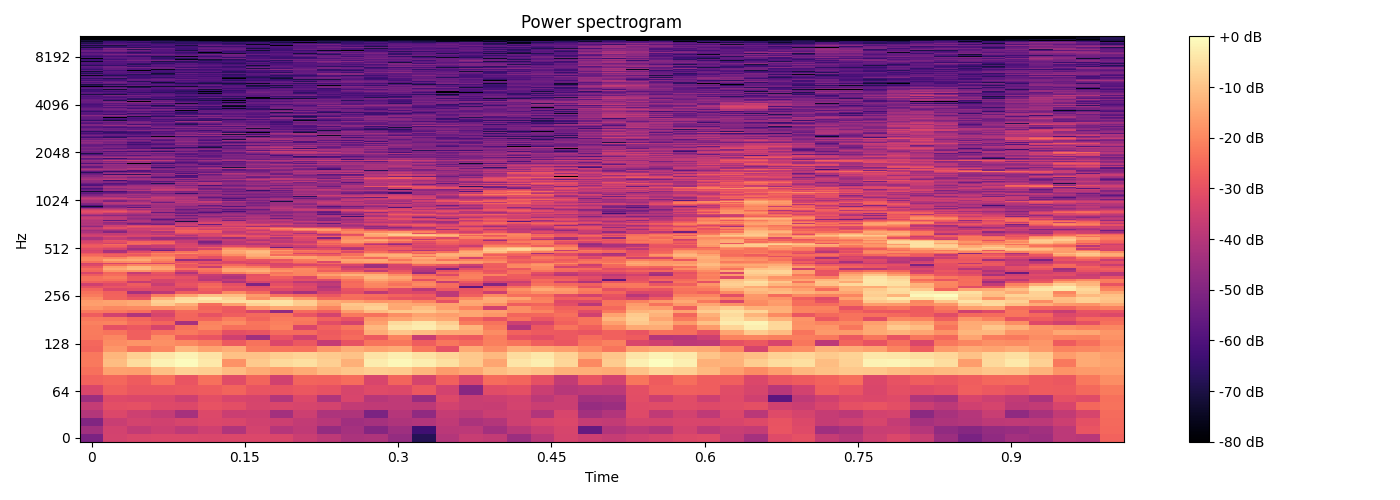 Power spectrogram
Hz
8192
4096
2048
1024
512
256
128
64
0
0 0.15 0.3 0.45 0.6 0.75 0.9
Time
+0 dB
-10 dB
-20 dB
-30 dB
-40 dB
-50 dB
-60 dB
-70 dB
-80 dB